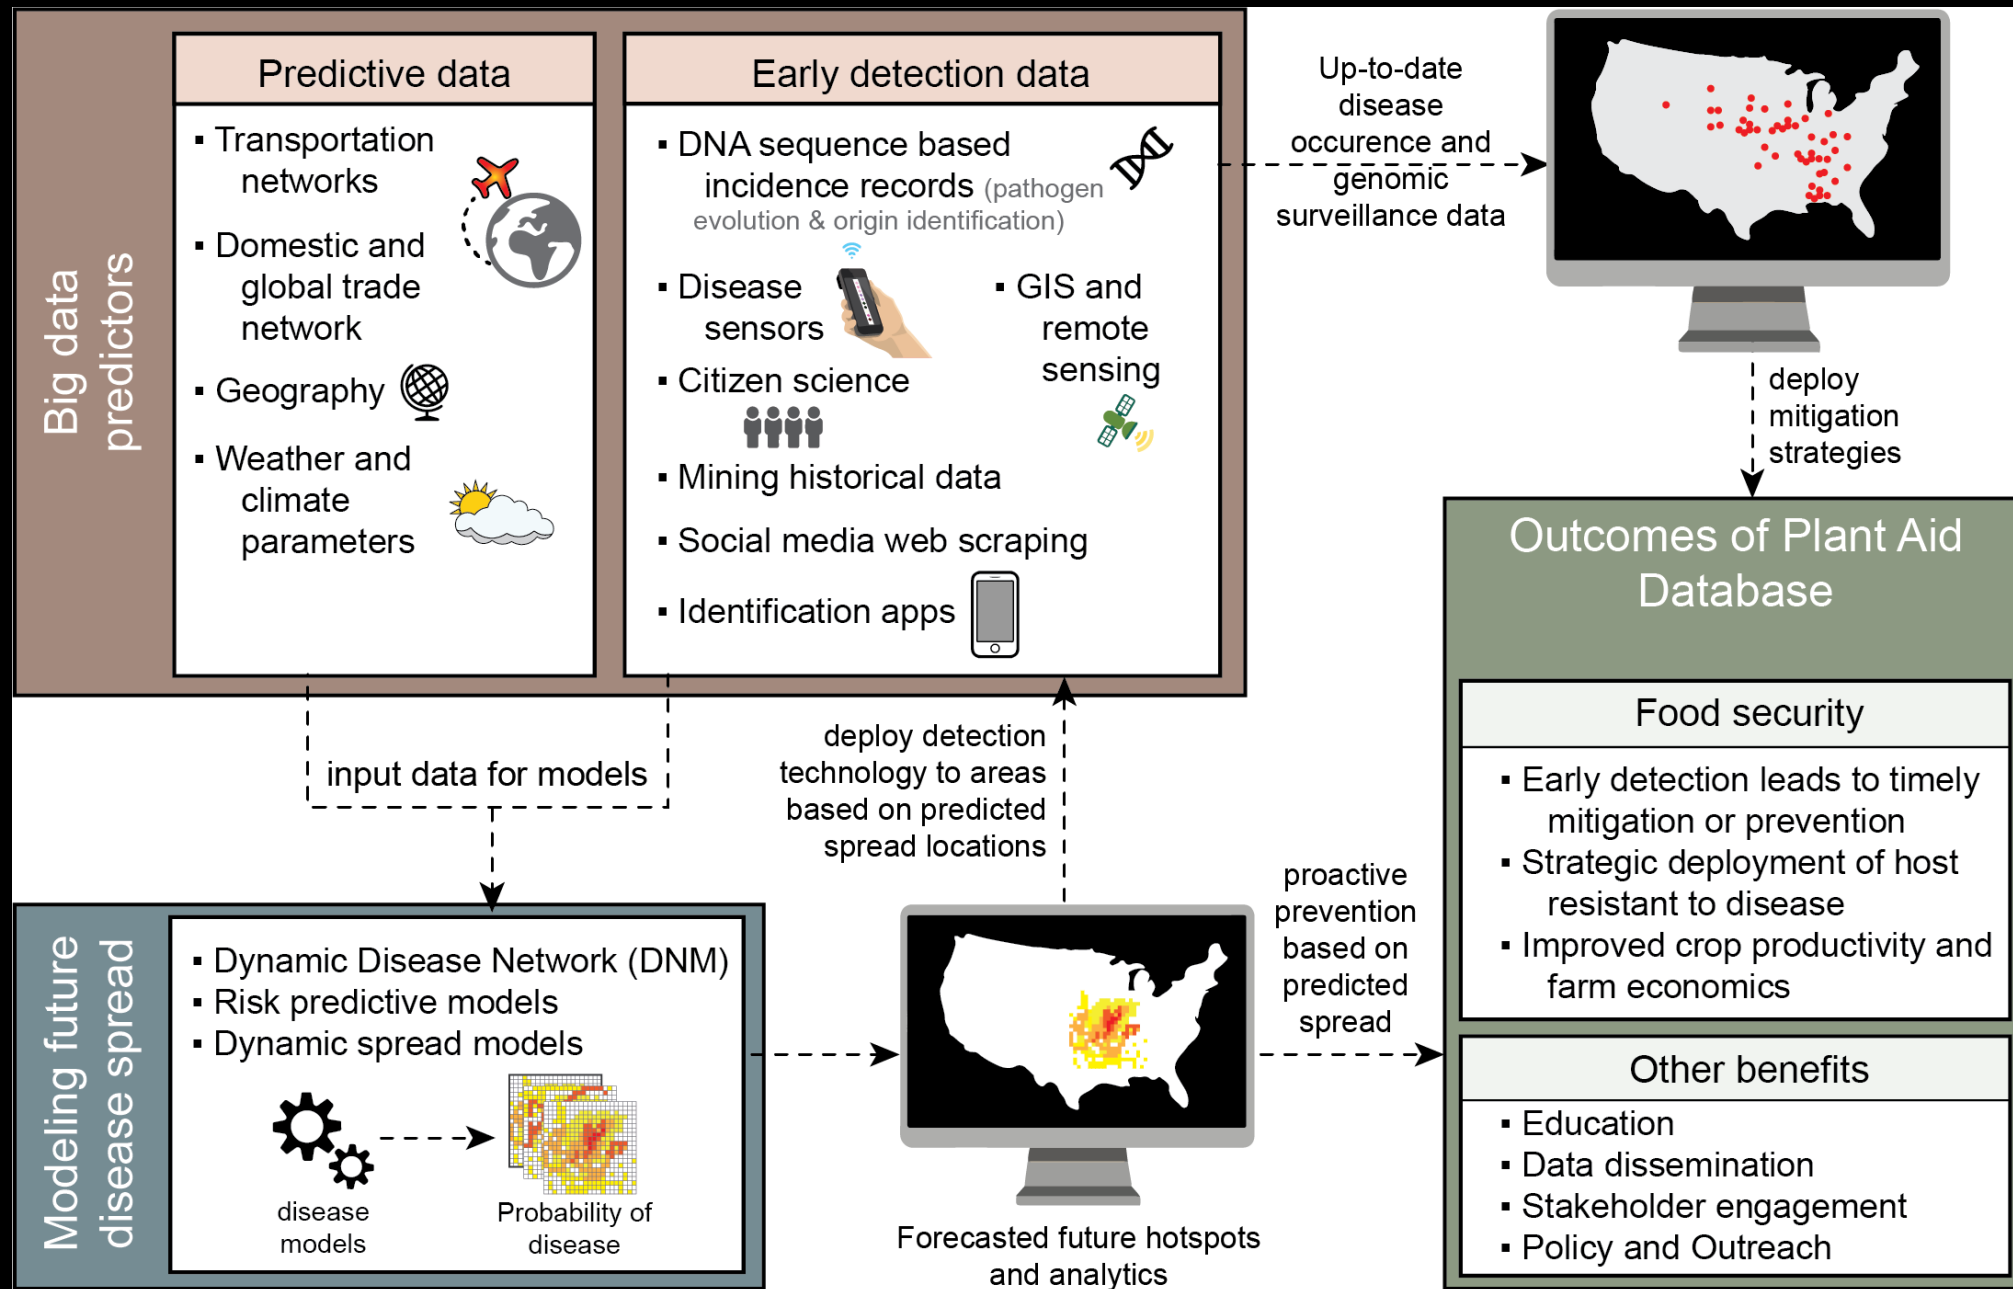 Big data
predictors
Predictive data
▪ Transportation
networks
▪ Domestic and
global trade
network
▪ Geography
▪ Weather and
climate
parameters
Early detection data
▪ DNA sequence based
incidence records (pathogen
evolution & origin identification)
▪ Disease
sensors
▪ GIS and
remote
sensing
▪ Citizen science
▪ Mining historical data
▪ Social media web scraping
▪ Identification apps
Up-to-date
disease
occurence and
genomic
surveillance data
deploy
mitigation
strategies
input data for models
deploy detection
technology to areas
based on predicted
spread locations
Modeling future
disease spread
▪ Dynamic Disease Network (DNM)
▪ Risk predictive models
▪ Dynamic spread models
disease
models
Probability of
disease
Forecasted future hotspots
and analytics
proactive
prevention
based on
predicted
spread
Outcomes of Plant Aid
Database
Food security
▪ Early detection leads to timely
mitigation or prevention
▪ Strategic deployment of host
resistant to disease
▪ Improved crop productivity and
farm economics
Other benefits
▪ Education
▪ Data dissemination
▪ Stakeholder engagement
▪ Policy and Outreach